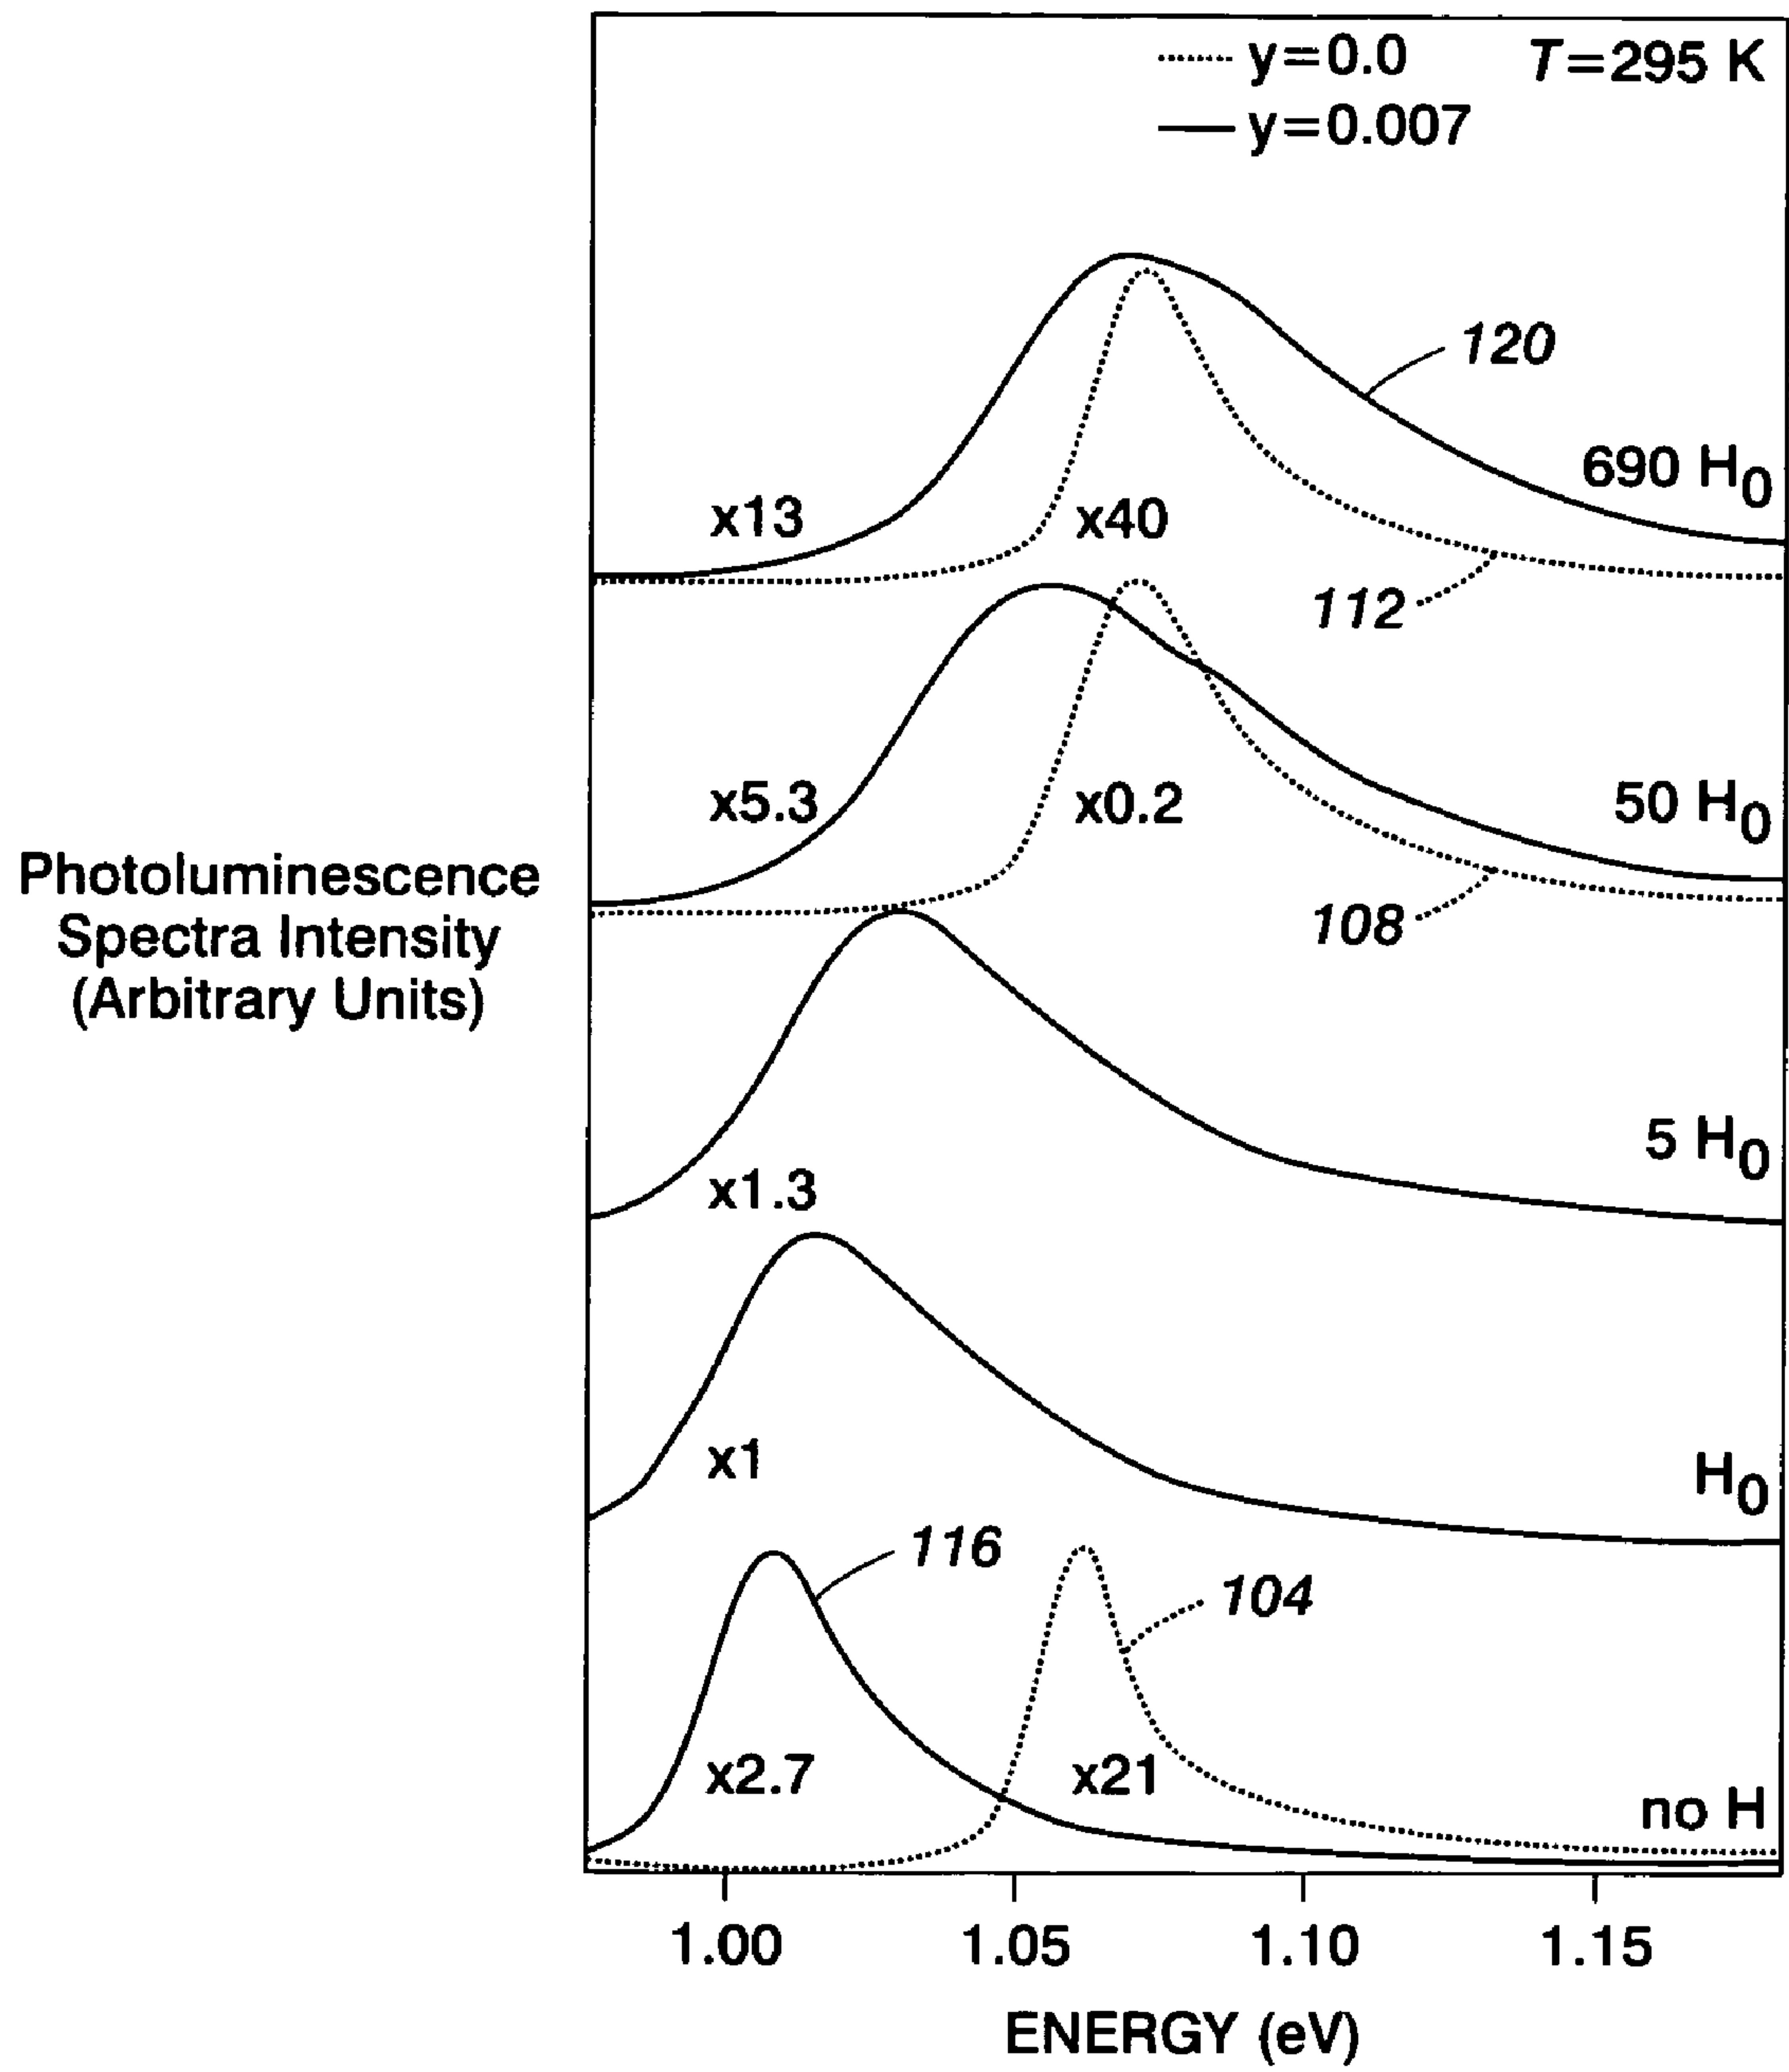 y=0.0 T=295 K
y=0.007
120
690 H0
x13 x40
112
x5.3 x0.2 50 H0
Photoluminescence
Spectra Intensity
(Arbitrary Units)
108
5 H0
x1.3
x1
H0
116
104
x2.7 x21
no H
1.00 1.05 1.10 1.15
ENERGY (eV)